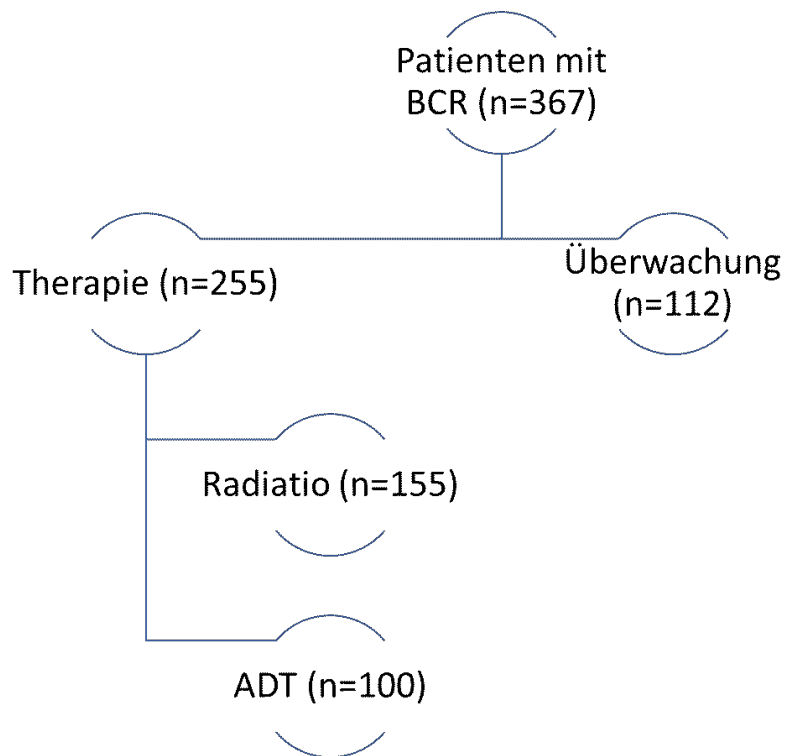 Patienten mit
BCR (n=367)
Therapie (n=255)
Überwachung
(n=112)
Radiatio (n=155)
ADT (n=100)